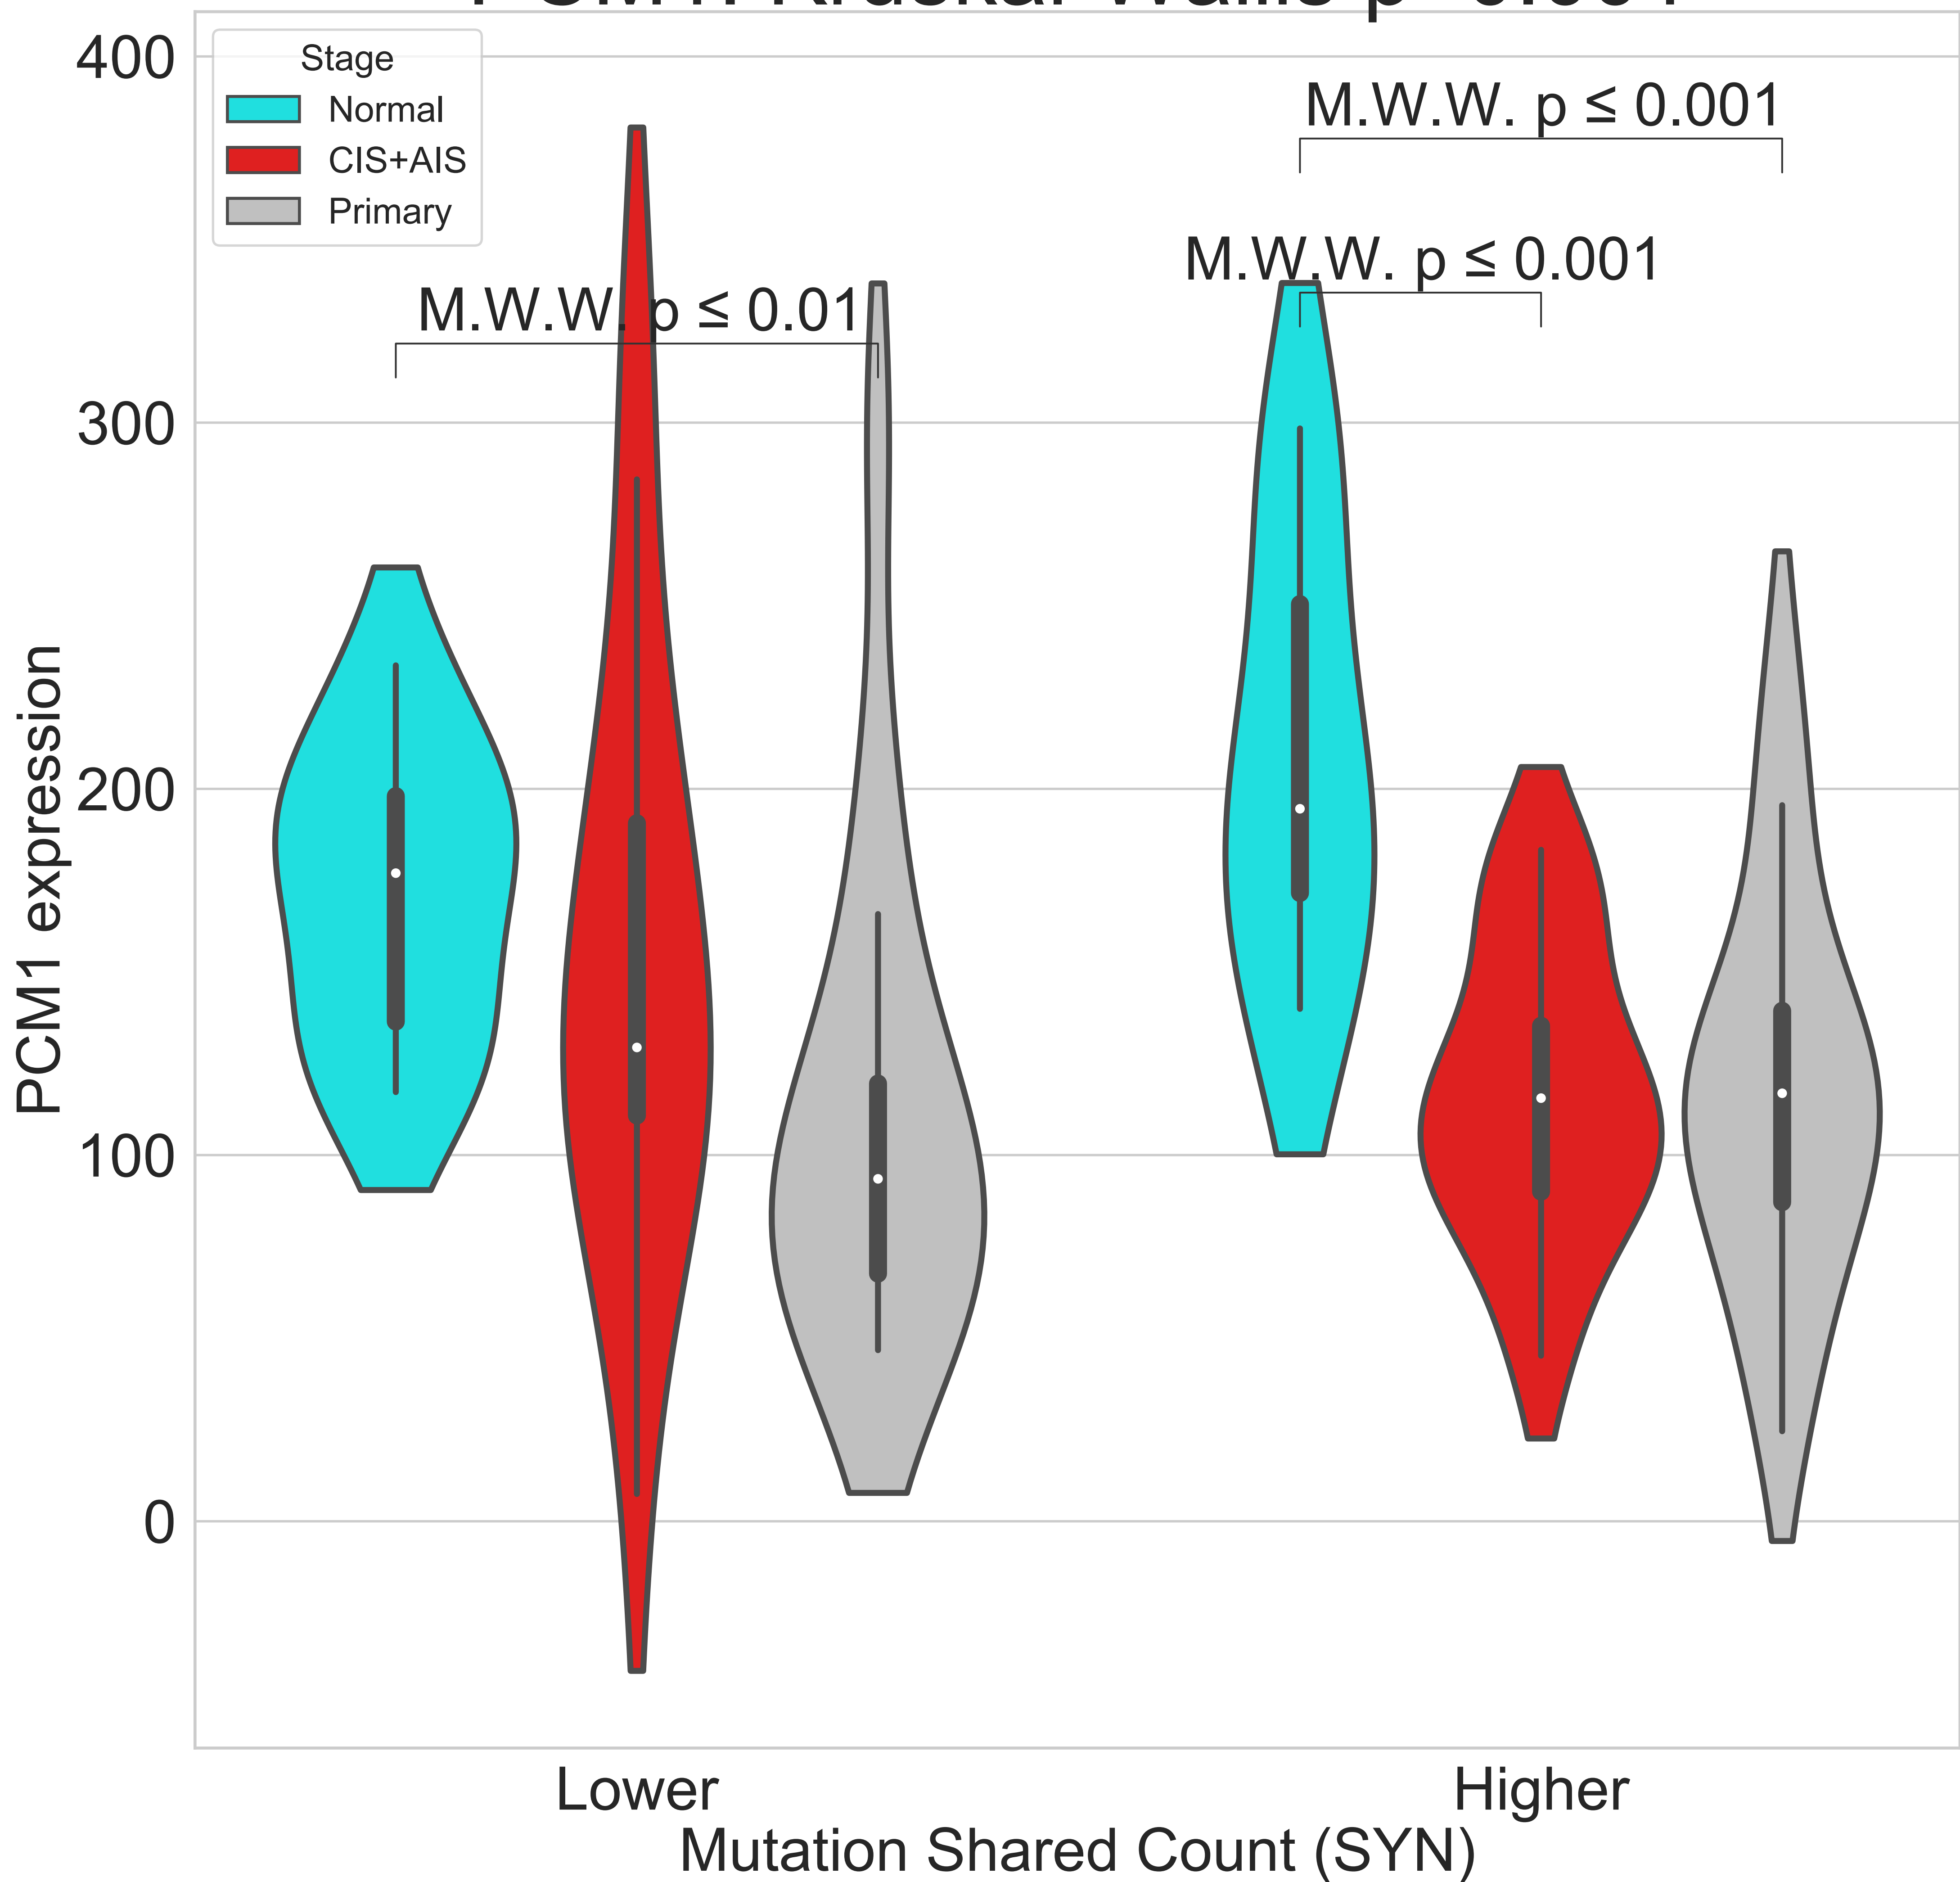 400
Stage
Normal
CIS+AIS
Primary
M.W.W. p ≤ 0.001
M.W.W. p ≤ 0.001
M.W.W. p ≤ 0.01
300
200
100
0
PCM1 expression
Lower
Higher
Mutation Shared Count (SYN)